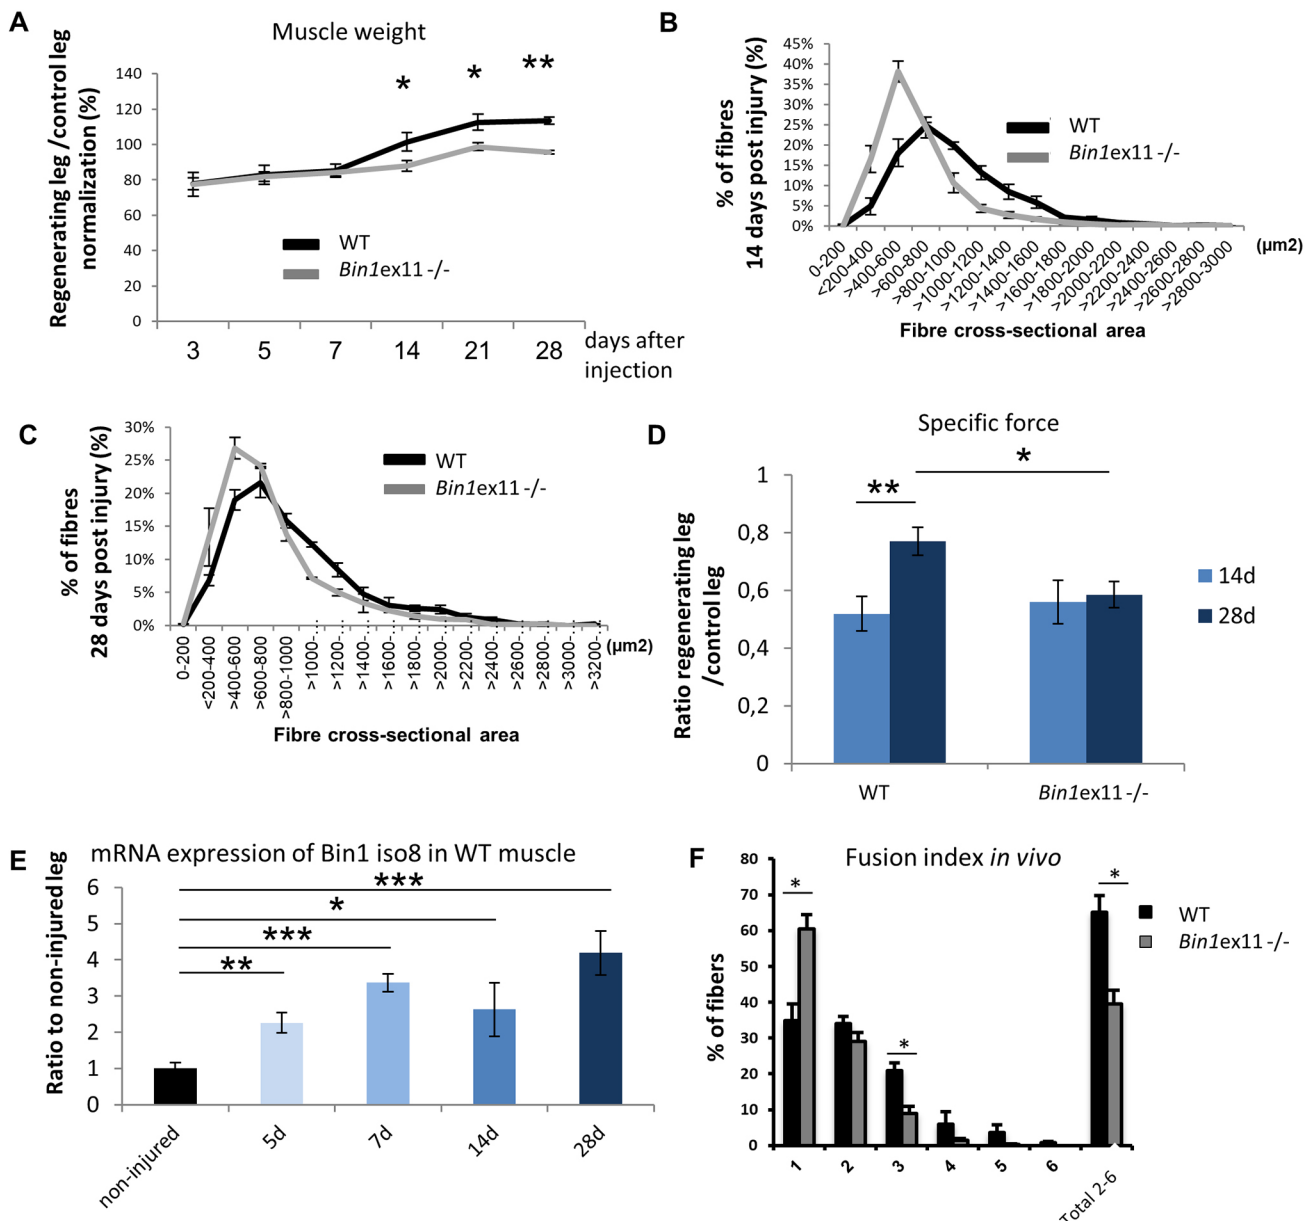 A
Muscle weight
Regenerating leg /control leg
normalization (%)
140
120
100
80
60
40
20
0
*
*
**
WT
Bin1ex11 -/-
3
5
7
14
21
28
days after
injection
B
% of fibres
14 days post injury (%)
45%
40%
35%
30%
25%
20%
15%
10%
5%
0%
WT
Bin1ex11 -/-
0-200
<200-400
>400-600
>600-800
>800-1000
>1000-1200
>1200-1400
>1400-1600
>1600-1800
>1800-2000
>2000-2200
>2200-2400
>2400-2600
>2600-2800
>2800-3000
(µm2)
Fibre cross-sectional area
C
% of fibres
28 days post injury (%)
30%
25%
20%
15%
10%
5%
0%
WT
Bin1ex11 -/-
0-200
<200-400
>400-600
>600-800
>800-1000
>1000-
>1200-
>1400-
>1600-
>1800-
>2000-
>2200-
>2400-
>2600-
>2800-
>3000-
>3200-
(µm2)
Fibre cross-sectional area
D
Specific force
Ratio regenerating leg
/control leg
1
0,8
0,6
0,4
0,2
0
**
*
14d
28d
WT
Bin1ex11 -/-
E
mRNA expression of Bin1 iso8 in WT muscle
Ratio to non-injured leg
6
5
4
3
2
1
0
***
*
***
**
non-injured
5d
7d
14d
28d
F
Fusion index in vivo
% of fibers
80
70
60
50
40
30
20
10
0
*
*
*
WT
Bin1ex11 -/-
1
2
3
4
5
6
Total 2-6